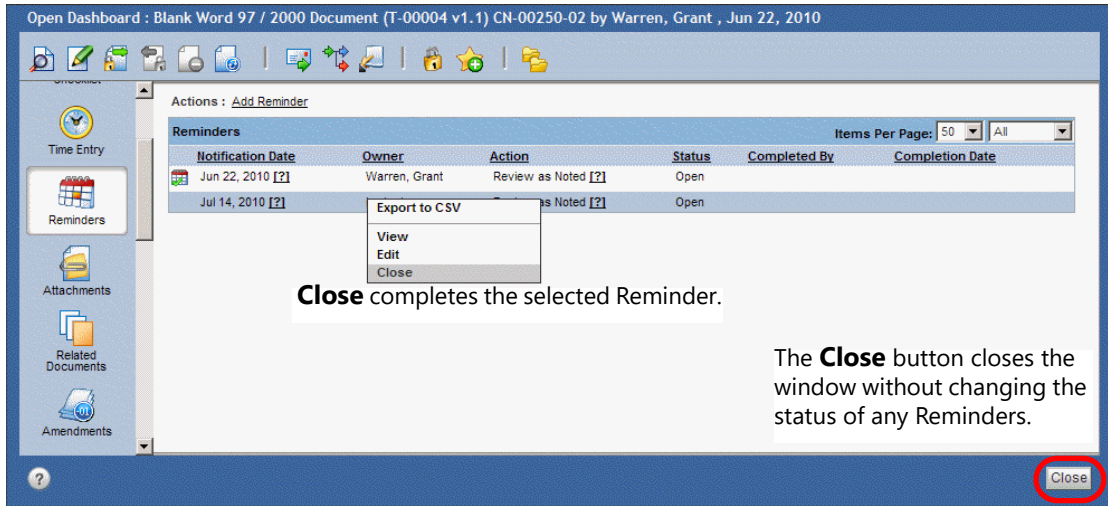 Open Dashboard : Blank Word 97 / 2000 Document (T-00004 v1.1) CN-00250-02 by Warren, Grant , Jun 22, 2010
Actions : Add Reminder
Time Entry
Reminders
Attachments
Related
Documents
Amendments
Reminders Items Per Page: 50 All
Notification Date Owner Action Status Completed By Completion Date
Jun 22, 2010 [?] Warren, Grant Review as Noted [?] Open
Jul 14, 2010 [?] as Noted [?] Open
Export to CSV
View
Edit
Close
Close completes the selected Reminder.
The Close button closes the
window without changing the
status of any Reminders.
01
?
Close